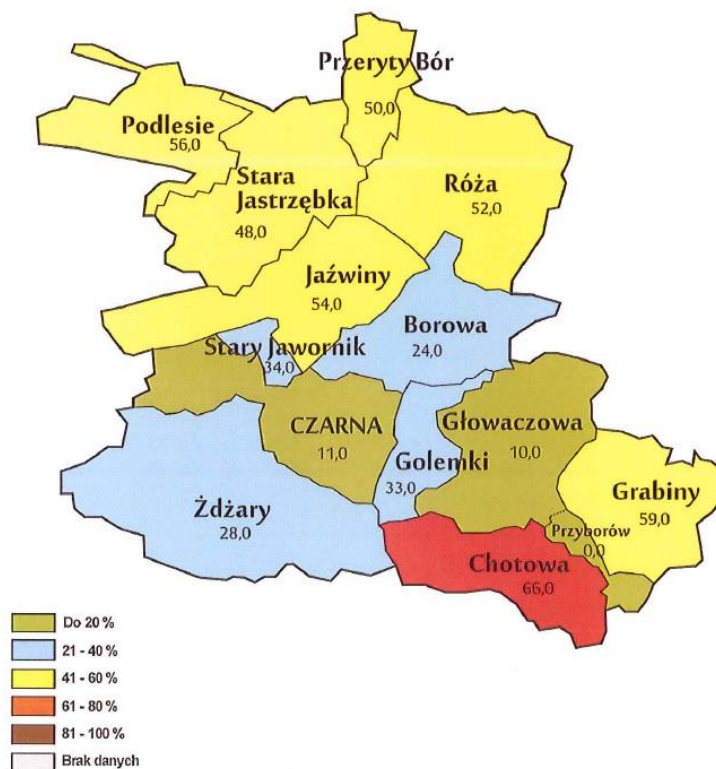 Przeryty Bór
50,0
Podlesie
56,0
Stara
Jastrzębka
48,0
Róża
52,0
Jaźwiny
54,0
Borowa
24,0
Stary Jawornik
34,0
CZARNA
11,0
Głowaczowa
10,0
Golemki
33,0
Grabiny
59,0
Żdżary
28,0
Przyborów
0,0
Chotowa
66,0
Do 20 %
21 - 40 %
41 - 60 %
61 - 80 %
81 - 100 %
Brak danych